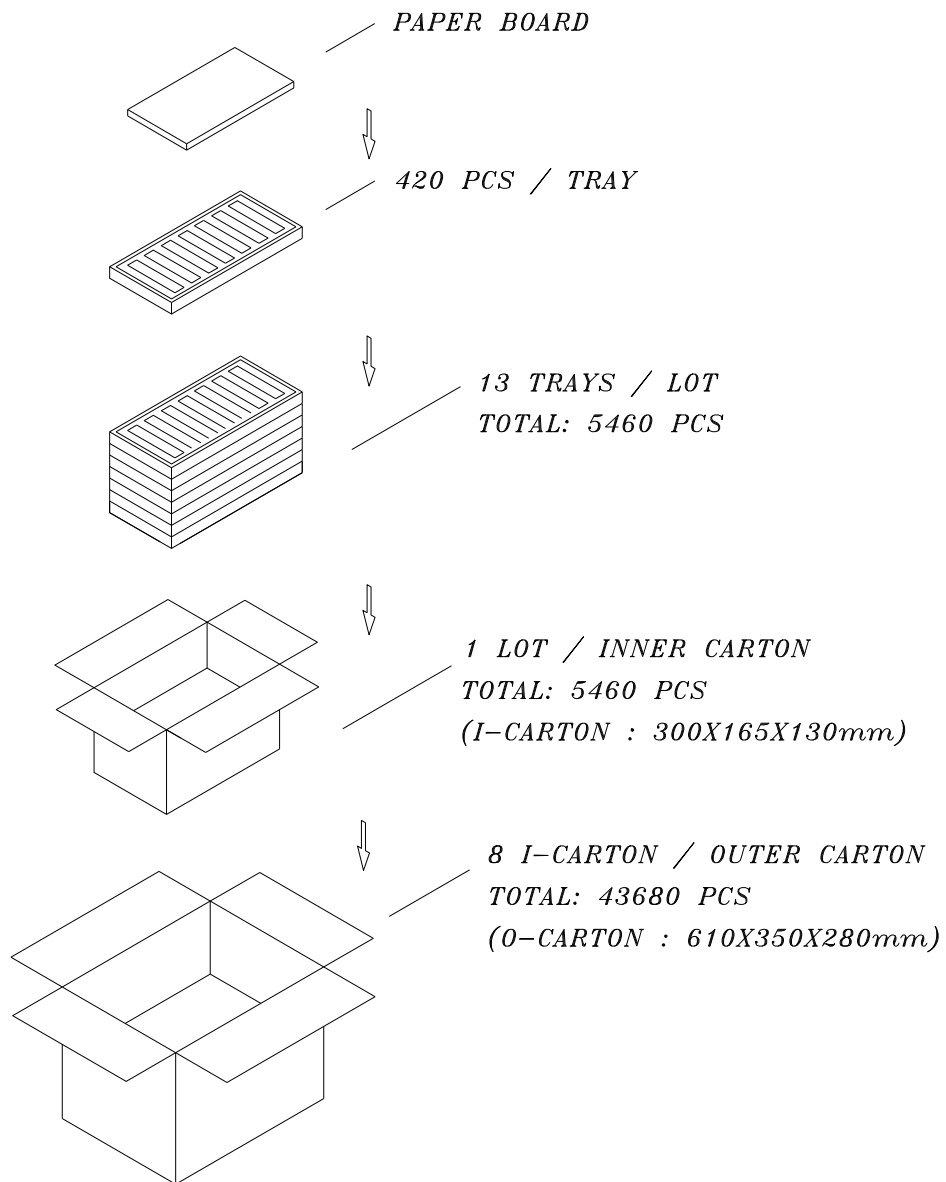 PAPER BOARD
420 PCS / TRAY
13 TRAYS / LOT
TOTAL: 5460 PCS
1 LOT / INNER CARTON
TOTAL: 5460 PCS
(I-CARTON : 300X165X130mm)
8 I-CARTON / OUTER CARTON
TOTAL: 43680 PCS
(O-CARTON : 610X350X280mm)